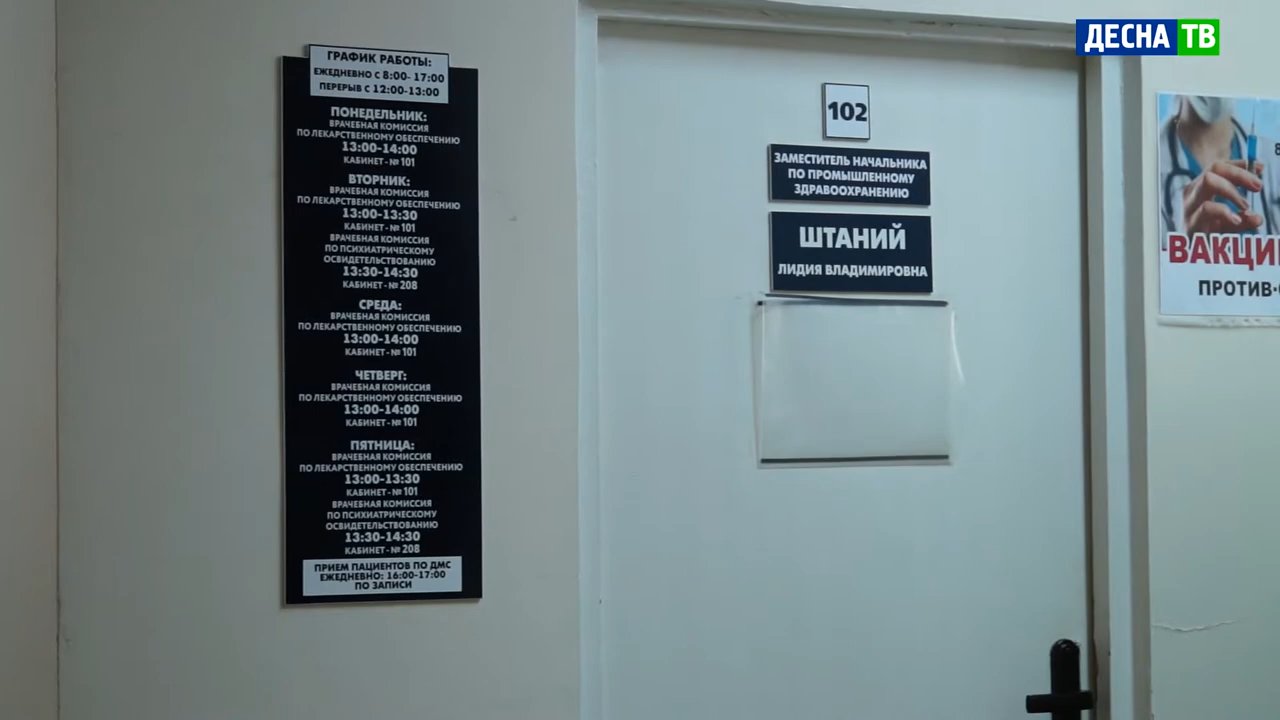 ГРАФИК РАБОТЫ:
ЕЖЕДНЕВНО С 8:00- 17:00
ПЕРЕРЫВ С 12:00-13:00
ПОНЕДЕЛЬНИК:
ВРАЧЕБНАЯ КОМИССИЯ
ПО ЛЕКАРСТВЕННОМУ ОБЕСПЕЧЕНИЮ
13:00-14:00
КАБИНЕТ - № 101
ВТОРНИК:
ВРАЧЕБНАЯ КОМИССИЯ
ПО ЛЕКАРСТВЕННОМУ ОБЕСПЕЧЕНИЮ
13:00-13:30
КАБИНЕТ - № 101
ВРАЧЕБНАЯ КОМИССИЯ
ПО ПСИХИАТРИЧЕСКОМУ
ОСВИДЕТЕЛЬСТВОВАНИЮ
13:30-14:30
КАБИНЕТ - № 208
СРЕДА:
ВРАЧЕБНАЯ КОМИССИЯ
ПО ЛЕКАРСТВЕННОМУ ОБЕСПЕЧЕНИЮ
13:00-14:00
КАБИНЕТ - № 101
ЧЕТВЕРГ:
ВРАЧЕБНАЯ КОМИССИЯ
ПО ЛЕКАРСТВЕННОМУ ОБЕСПЕЧЕНИЮ
13:00-14:00
КАБИНЕТ - № 101
ПЯТНИЦА:
ВРАЧЕБНАЯ КОМИССИЯ
ПО ЛЕКАРСТВЕННОМУ ОБЕСПЕЧЕНИЮ
13:00-13:30
КАБИНЕТ - № 101
ВРАЧЕБНАЯ КОМИССИЯ
ПО ПСИХИАТРИЧЕСКОМУ
ОСВИДЕТЕЛЬСТВОВАНИЮ
13:30-14:30
КАБИНЕТ - № 208
ПРИЕМ ПАЦИЕНТОВ ПО ДМС
ЕЖЕДНЕВНО: 16:00-17:00
ПО ЗАПИСИ
102
ЗАМЕСТИТЕЛЬ НАЧАЛЬНИКА
ПО ПРОМЫШЛЕННОМУ
ЗДРАВООХРАНЕНИЮ
ШТАНИЙ
ЛИДИЯ ВЛАДИМИРОВНА
ДЕСНА ТВ
ПРОТИВ